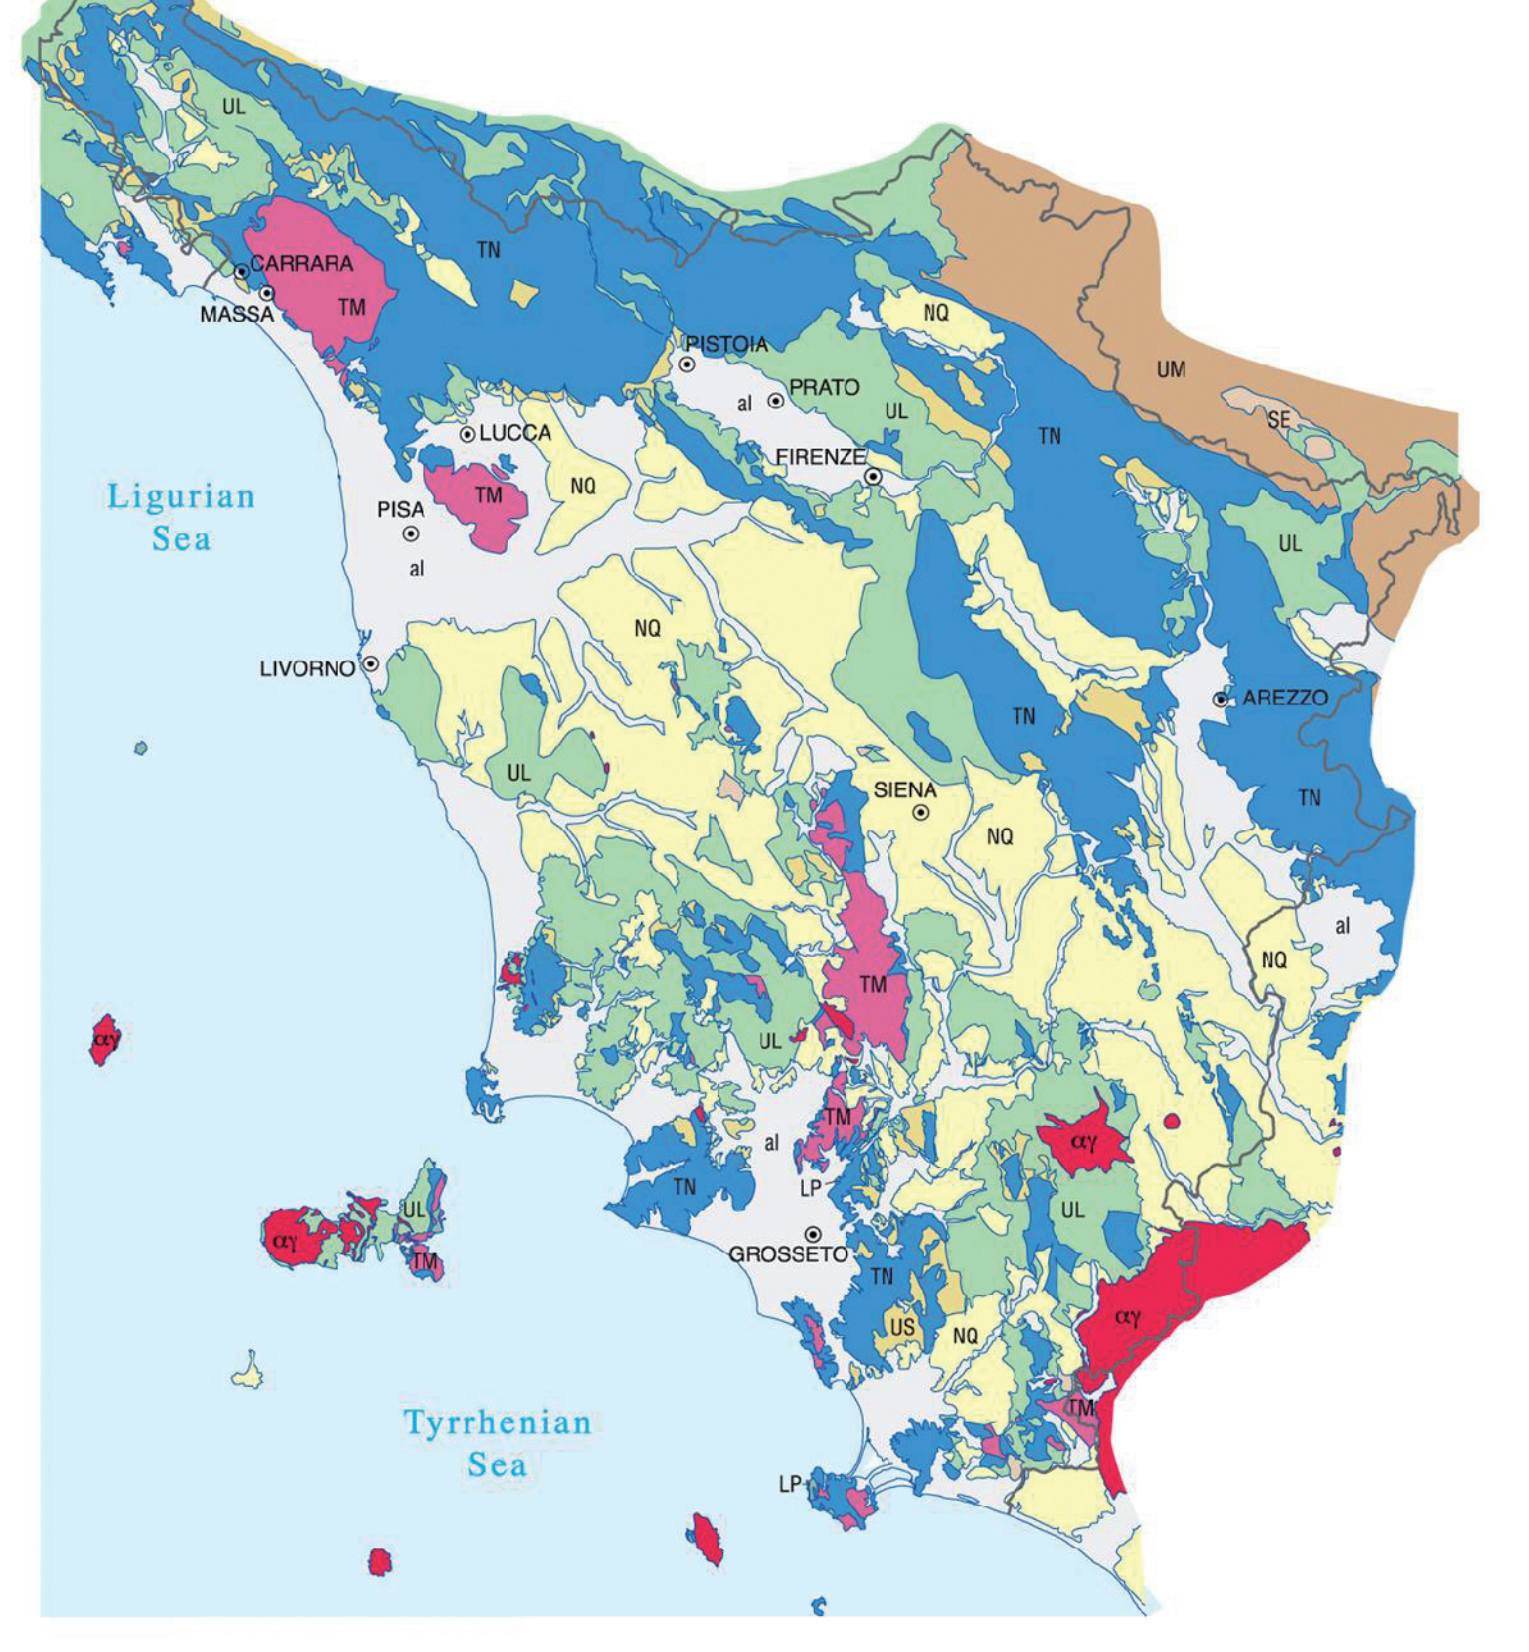 UL
TN
CARRARA
TM
MASSA
NQ
PISTOIA
UM
PRATO
al
UL
SE
TN
LUCCA
FIRENZE
Ligurian
Sea
TM
NQ
PISA
UL
al
NQ
LIVORNO
AREZZO
TN
UL
SIENA
TN
NQ
al
NQ
TM
αγ
UL
TM
αγ
al
TN
LP
UL
UL
αγ
GROSSETO
TM
TN
αγ
US
NQ
TM
Tyrrhenian
Sea
LP